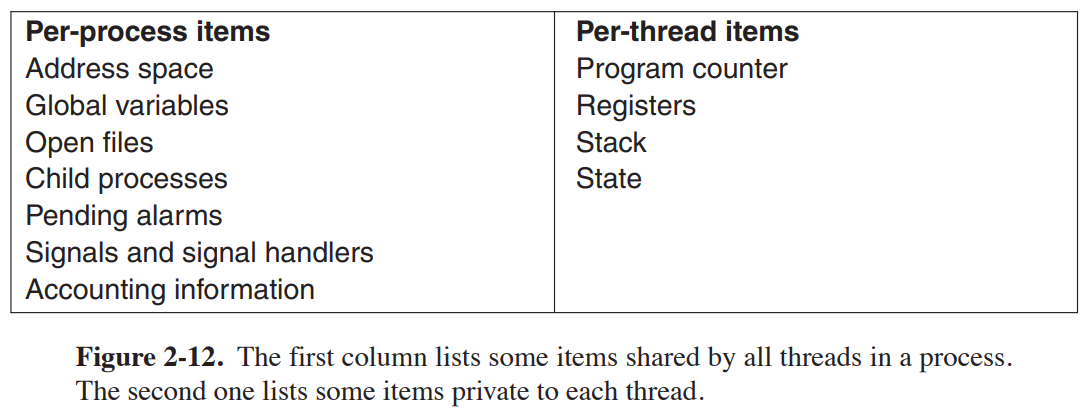 Per-process items
Address space
Global variables
Open files
Child processes
Pending alarms
Signals and signal handlers
Accounting information
Per-thread items
Program counter
Registers
Stack
State
Figure 2-12. The first column lists some items shared by all threads in a process.
The second one lists some items private to each thread.